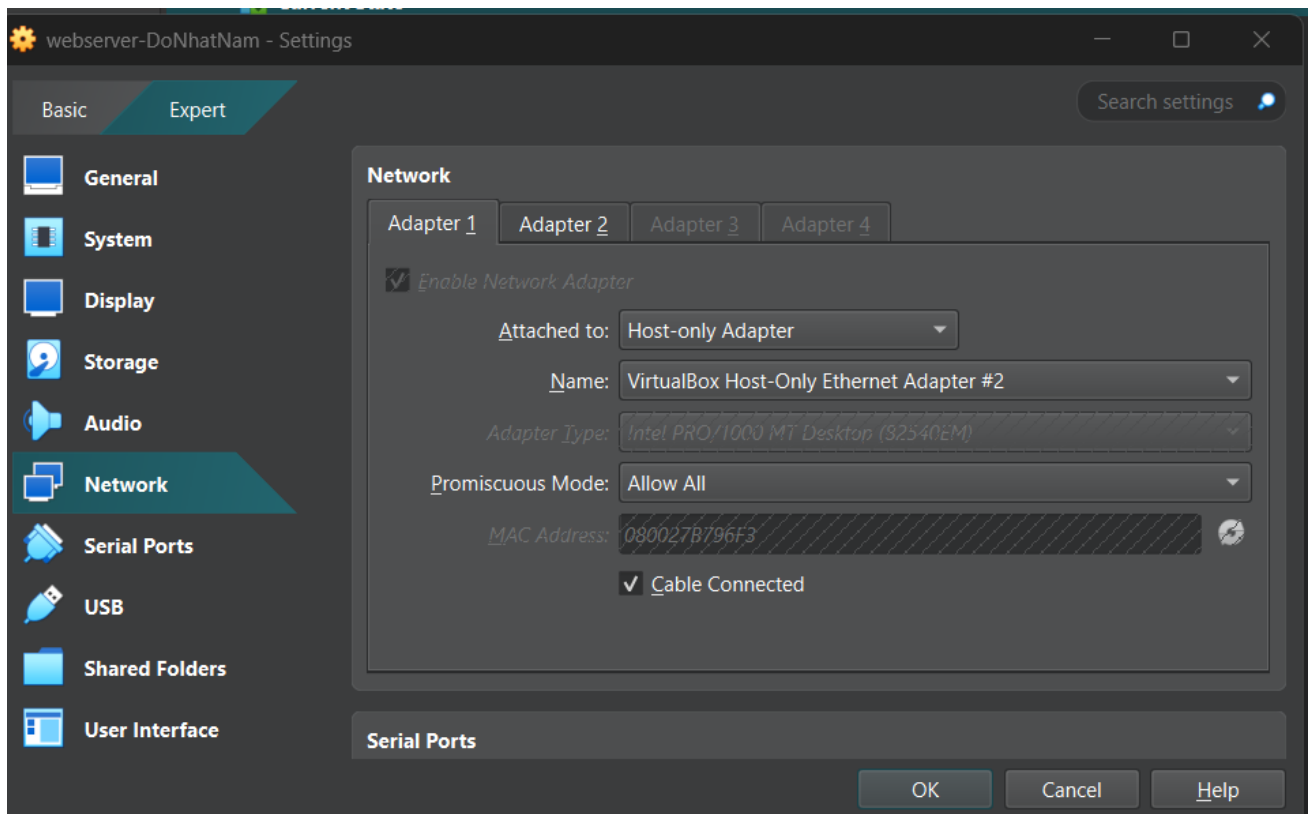 webserver-DoNhatNam - Settings
Basic
Expert
Search settings
General
System
Display
Storage
Audio
Network
Serial Ports
USB
Shared Folders
User Interface
Network
Adapter 1
Adapter 2
Adapter 3
Adapter 4
Enable Network Adapter
Attached to: Host-only Adapter
Name: VirtualBox Host-Only Ethernet Adapter #2
Adapter Type: Intel PRO/1000 MT Desktop (82540EM)
Promiscuous Mode: Allow All
MAC Address: 080027B796F3
Cable Connected
Serial Ports
OK
Cancel
Help